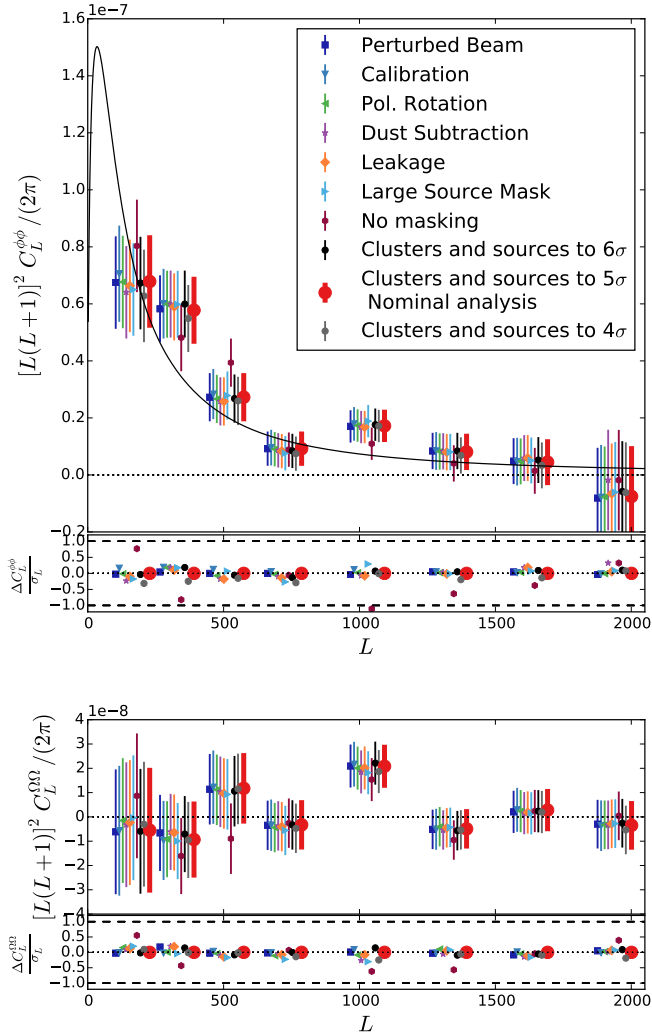 1e−7
1.6
1.4
1.2
1.0
0.8
0.6
0.4
0.2
0.0
−0.2
[L(L+1)]² C_L^{ϕϕ}/(2π)
Perturbed Beam
Calibration
Pol. Rotation
Dust Subtraction
Leakage
Large Source Mask
No masking
Clusters and sources to 6σ
Clusters and sources to 5σ
Nominal analysis
Clusters and sources to 4σ
1.0
0.5
0.0
−0.5
−1.0
ΔC_L^{ϕϕ}/σ_L
0 500 1000 1500 2000
L
1e−8
4
3
2
1
0
−1
−2
−3
−4
[L(L+1)]² C_L^{ΩΩ}/(2π)
1.0
0.5
0.0
−0.5
−1.0
ΔC_L^{ΩΩ}/σ_L
0 500 1000 1500 2000
L